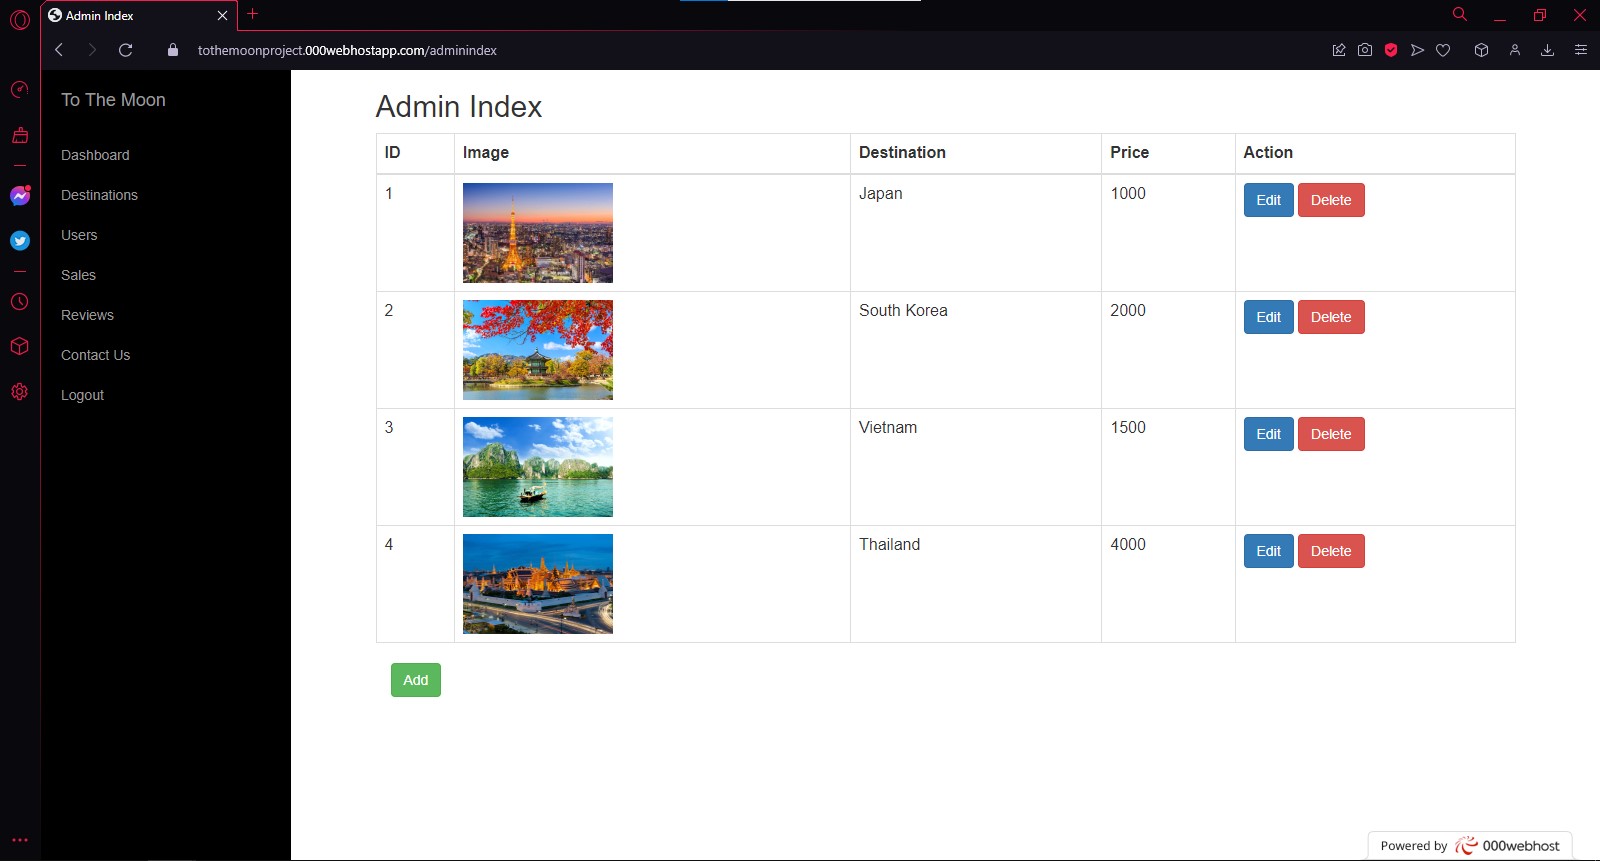 Admin Index
tothemoonproject.000webhostapp.com/adminindex
To The Moon
Dashboard
Destinations
Users
Sales
Reviews
Contact Us
Logout
Admin Index
ID Image Destination Price Action
1 Japan 1000 Edit Delete
2 South Korea 2000 Edit Delete
3 Vietnam 1500 Edit Delete
4 Thailand 4000 Edit Delete
Add
Powered by 000webhost